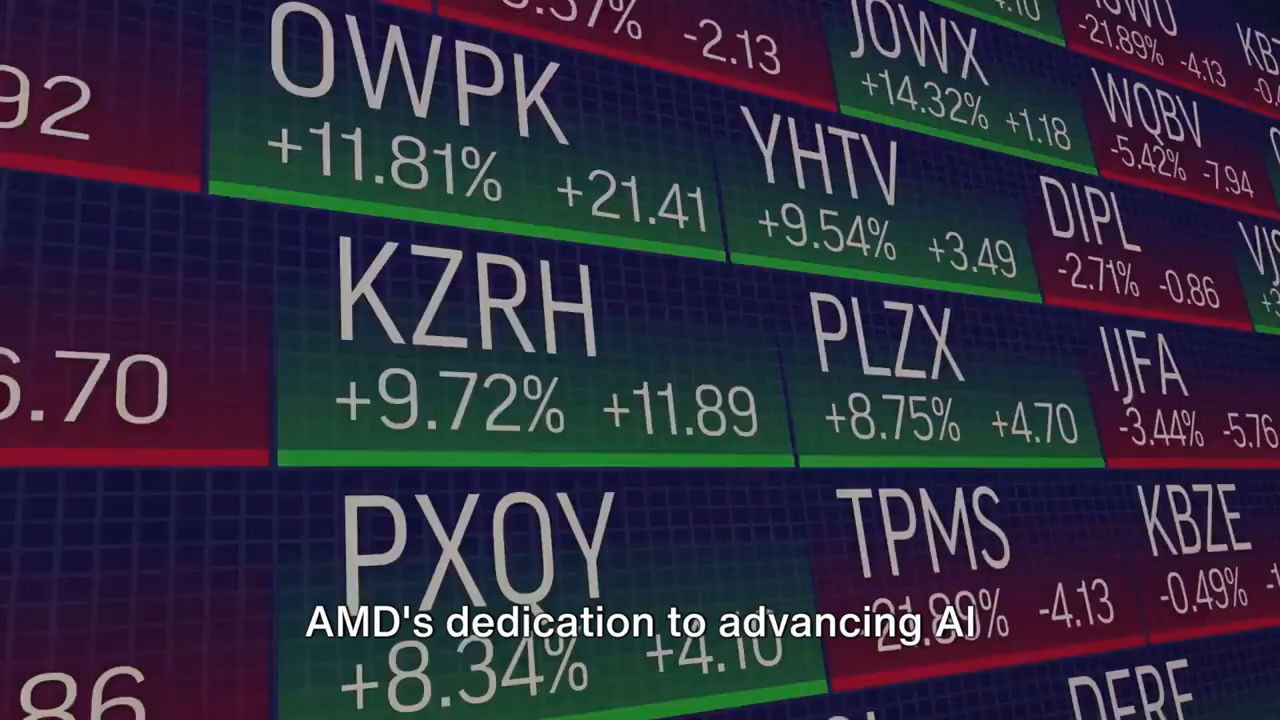 -2.13
92
OWPK
+11.81% +21.41
JOWX
+14.32% +1.18
-21.89% -4.13
YHTV
+9.54% +3.49
WQBV
-5.42% -7.94
DIPL
-2.71% -0.86
KZRH
+9.72% +11.89
PLZX
+8.75% +4.70
IJFA
-3.44% -5.76
6.70
PXQY
+8.34% +4.10
TPMS
-21.89% -4.13
KBZE
-0.49%
AMD's dedication to advancing AI
86